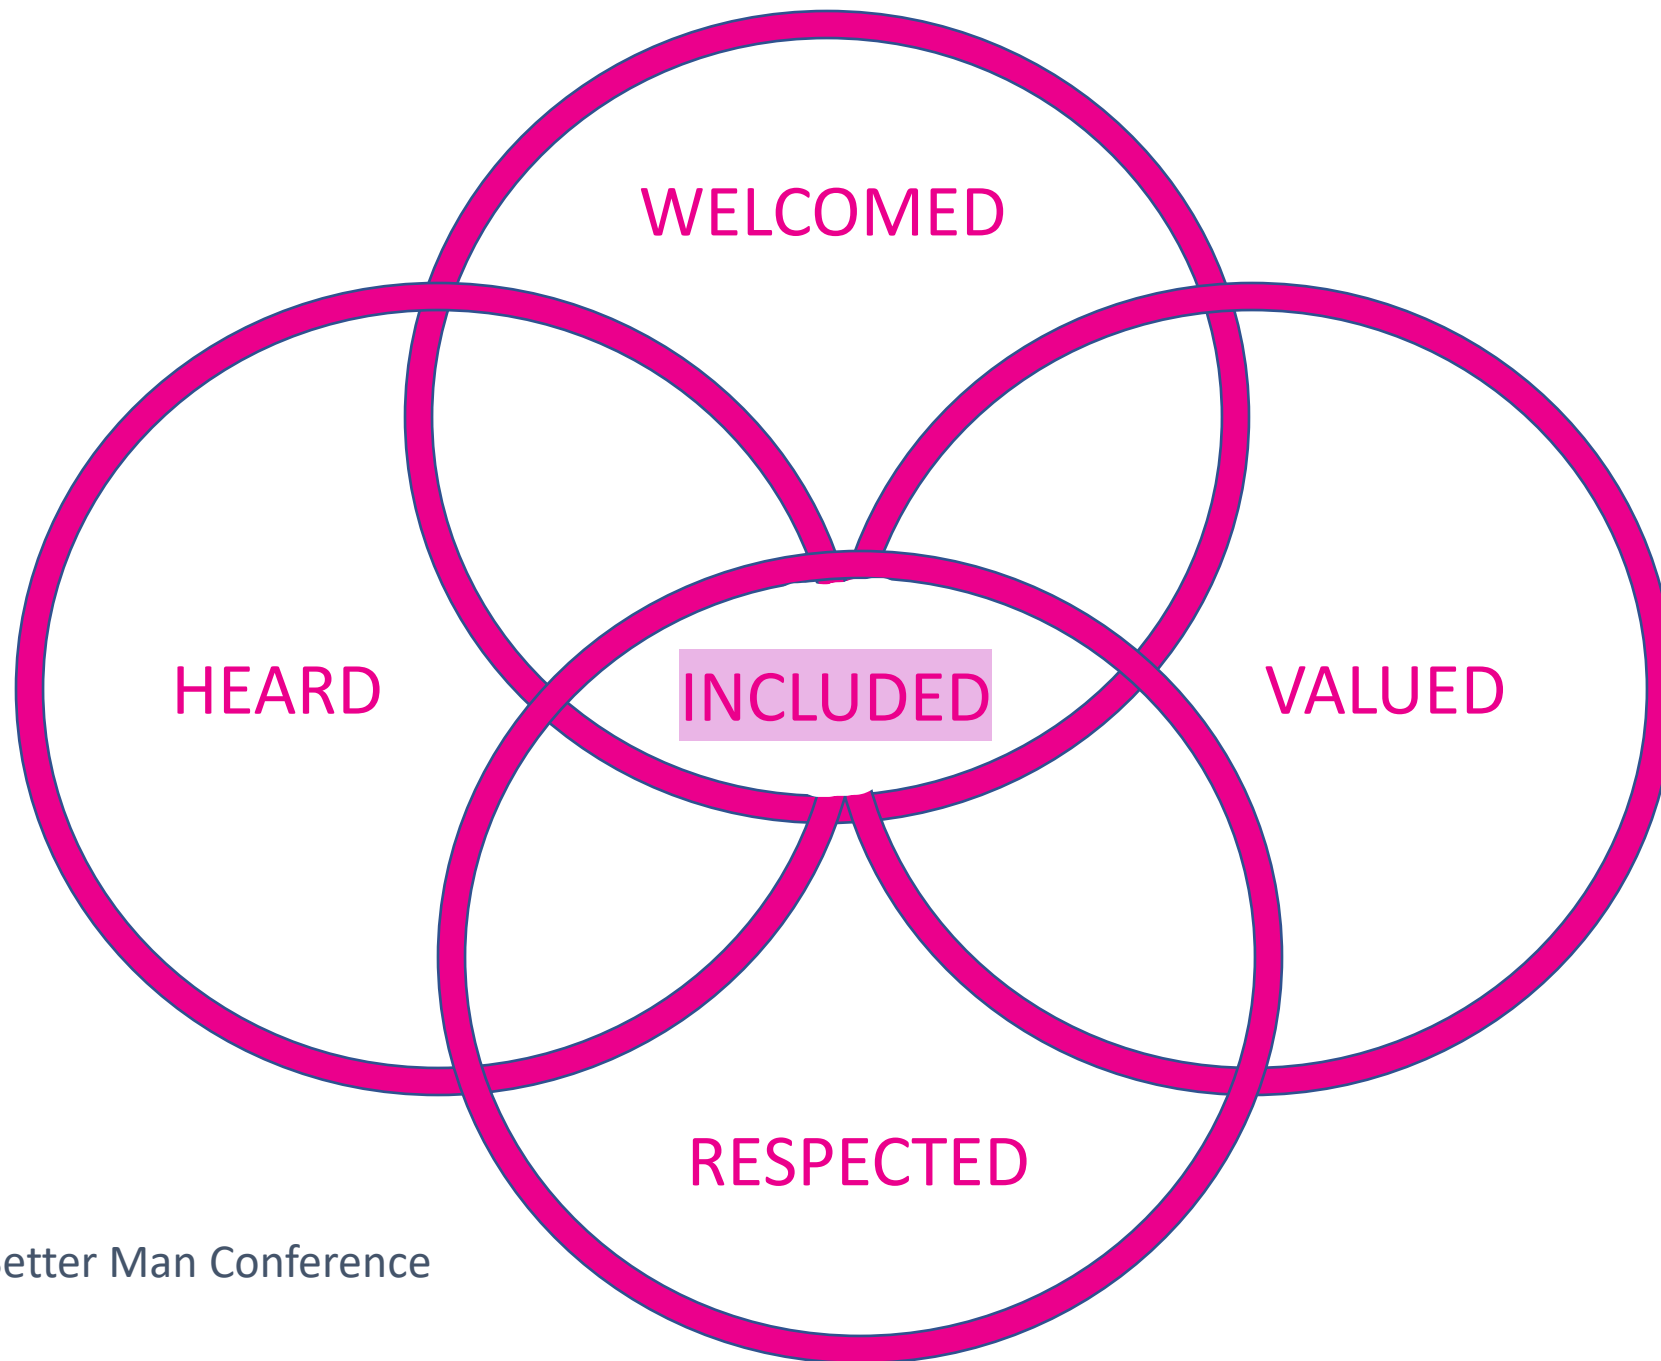 WELCOMED
HEARD
INCLUDED
VALUED
RESPECTED
etter Man Conference